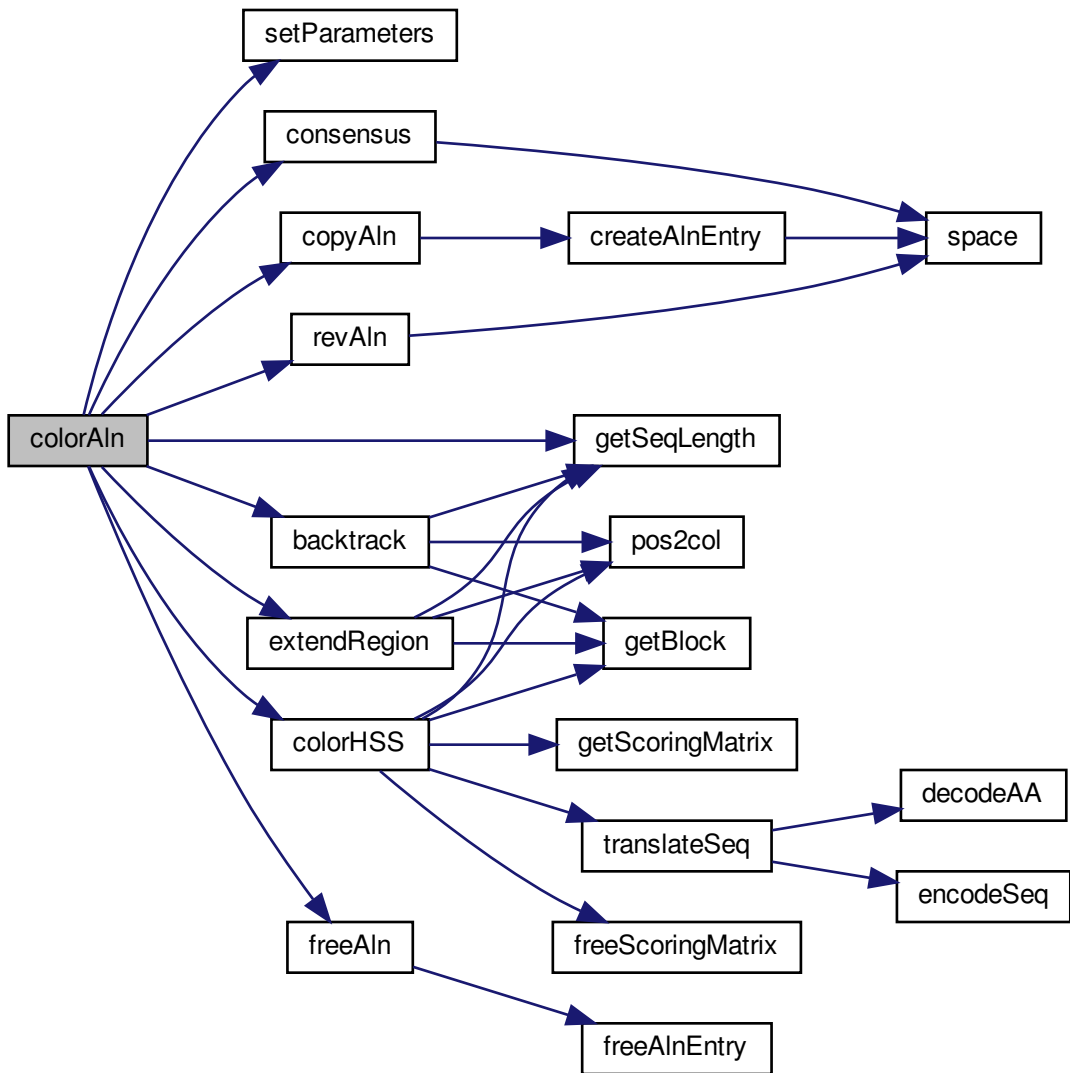 setParameters
consensus
copyAln
createAlnEntry
space
revAln
colorAln
getSeqLength
backtrack
pos2col
extendRegion
getBlock
colorHSS
getScoringMatrix
decodeAA
translateSeq
encodeSeq
freeAln
freeScoringMatrix
freeAlnEntry